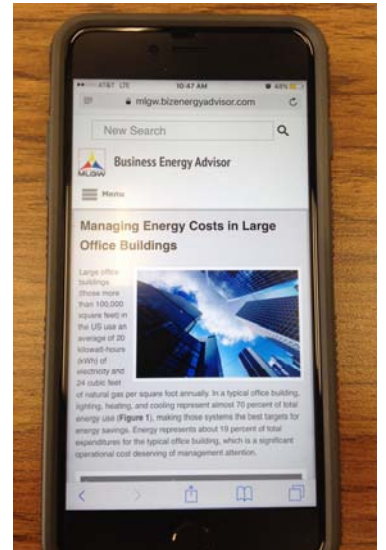 AT&T LTE 10:47 AM 48%
mlgw.bizenergyadvisor.com
New Search
MLGW
Business Energy Advisor
Menu
Managing Energy Costs in Large
Office Buildings
Large office
buildings
(those more
than 100,000
square feet) in
the US use an
average of 20
kilowatt-hours
(kWh) of
electricity and
24 cubic feet
of natural gas per square foot annually. In a typical office building,
lighting, heating, and cooling represent almost 70 percent of total
energy use (Figure 1), making those systems the best targets for
energy savings. Energy represents about 19 percent of total
expenditures for the typical office building, which is a significant
operational cost deserving of management attention.